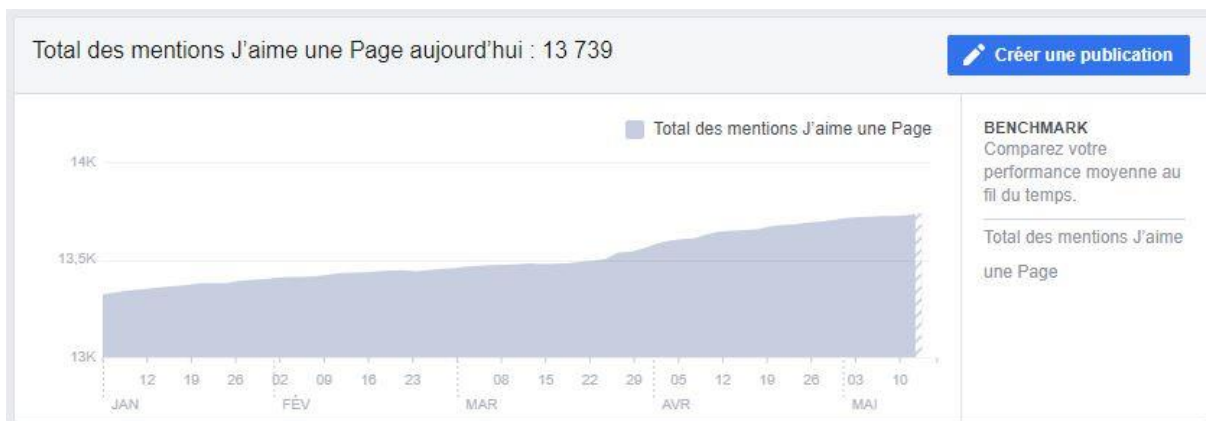 Total des mentions J'aime une Page aujourd'hui : 13 739
Créer une publication
Total des mentions J'aime une Page
14K
13,5K
13K
12 19 26 02 09 16 23 08 15 22 29 05 12 19 26 03 10
JAN FÉV MAR AVR MAI
BENCHMARK
Comparez votre
performance moyenne au
fil du temps.
Total des mentions J'aime
une Page